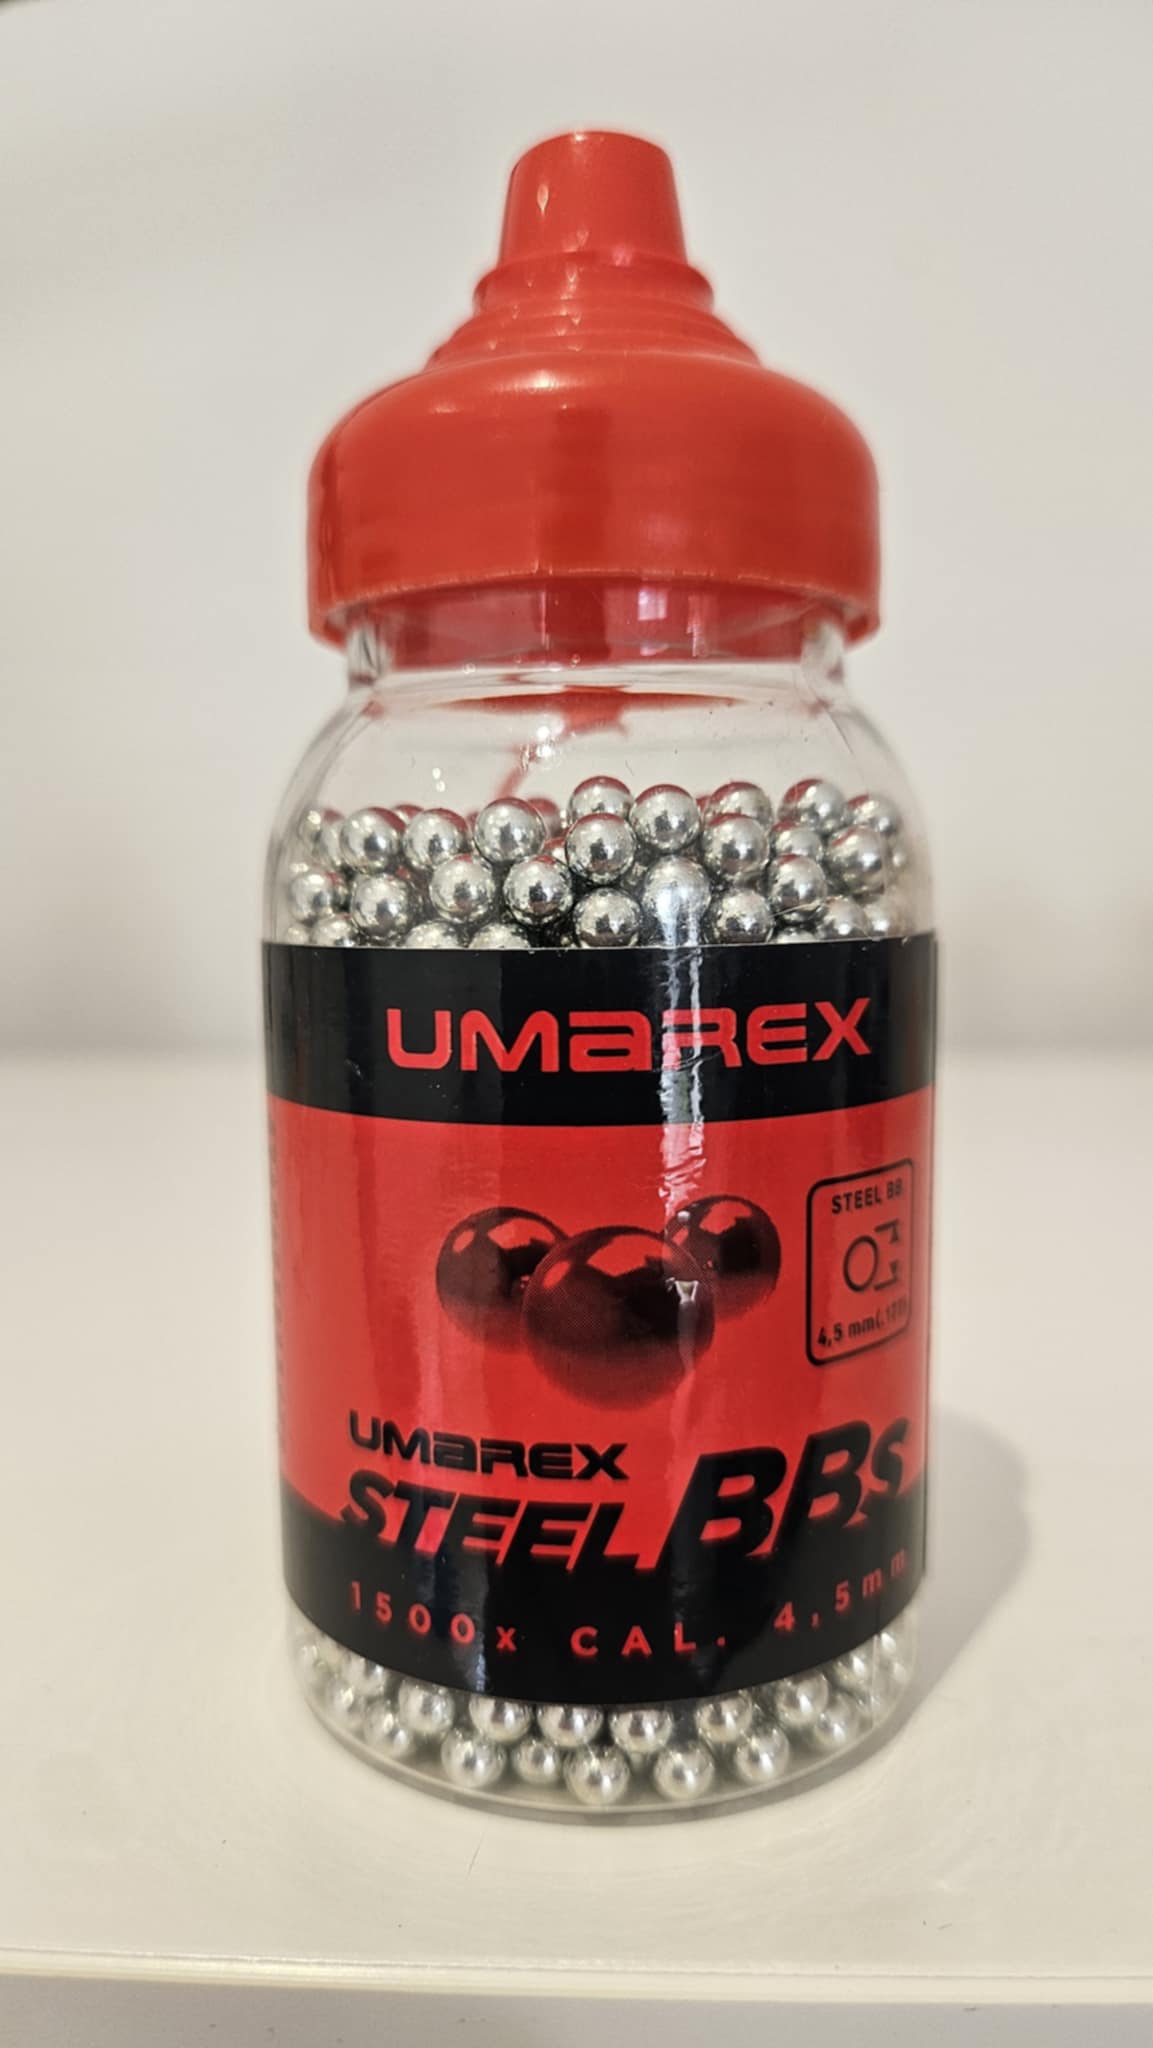 UMAREX
STEEL BB
4,5 mm(.177)
UMAREX
STEEL BBs
1500x CAL. 4,5mm